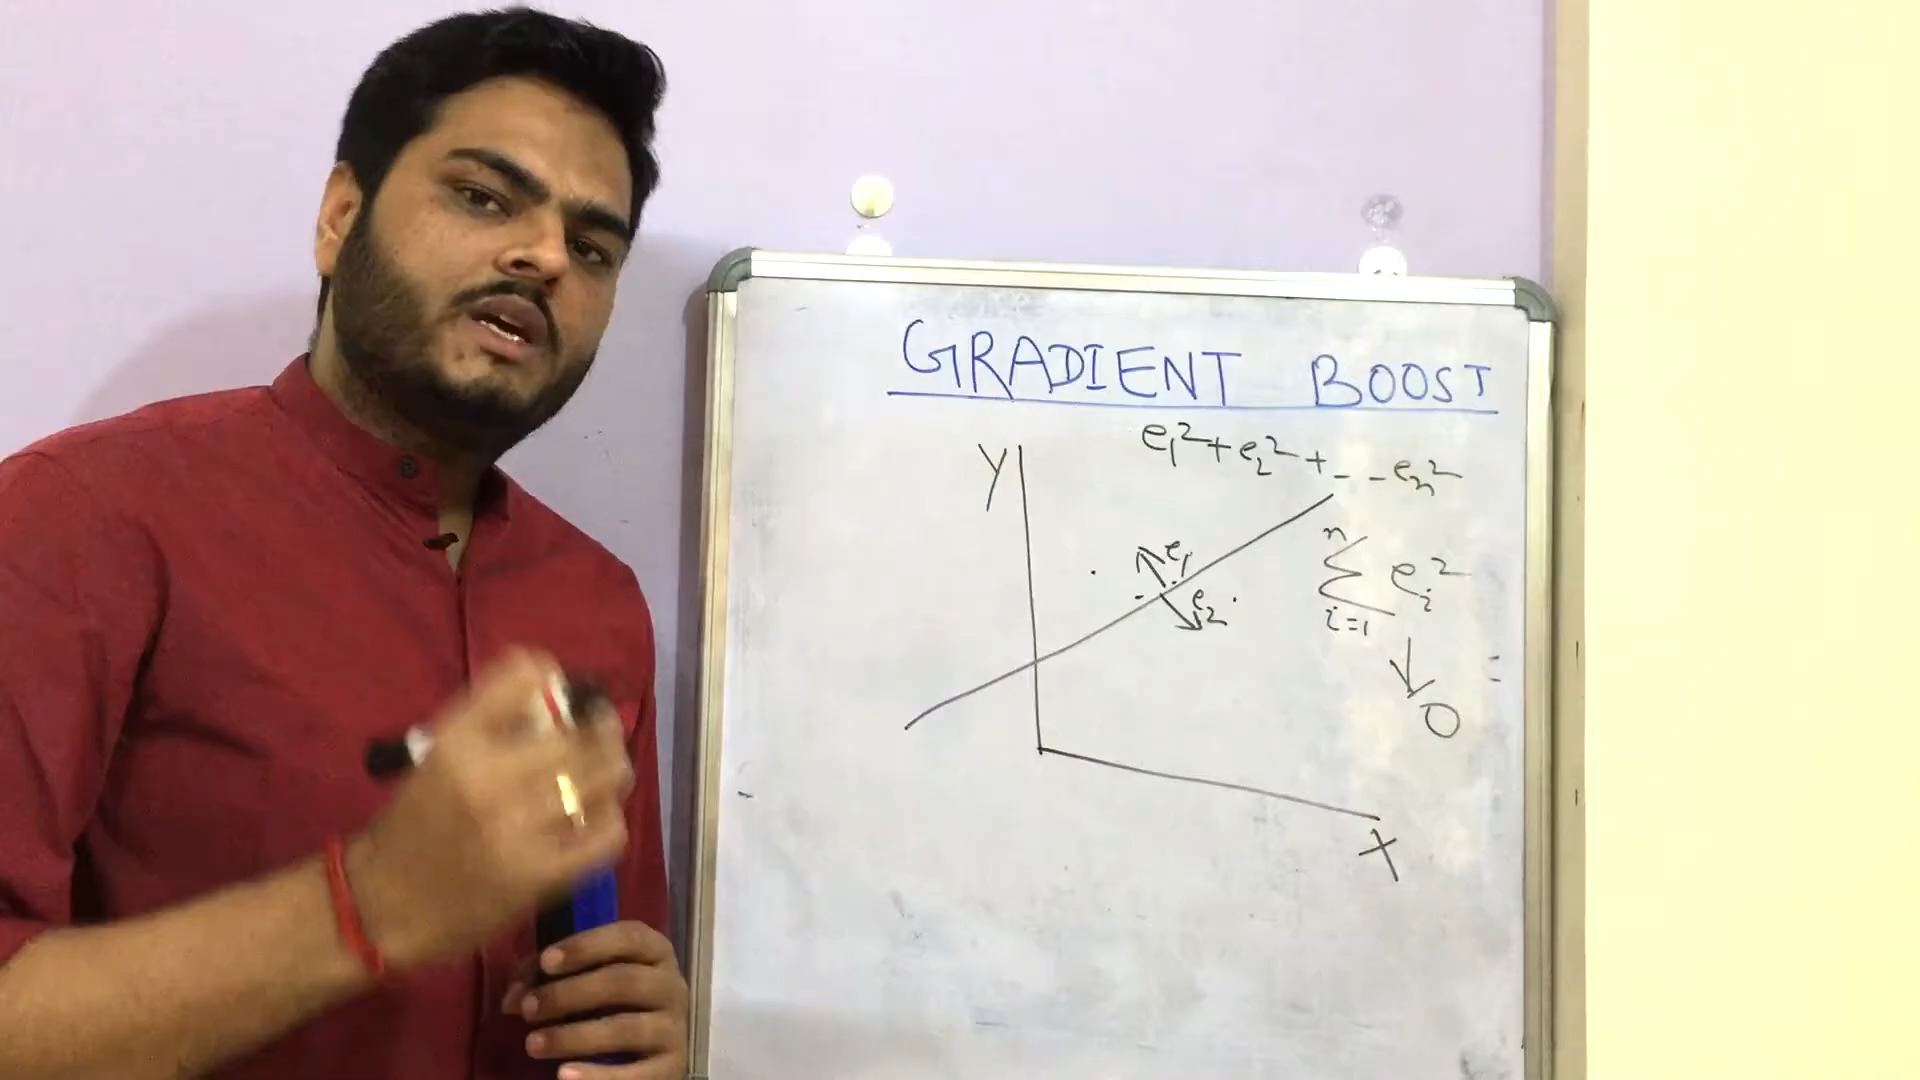 GRADIENT BOOST
e₁² + e₂² + - - eₙ²
Y
n
e₁
Σ eᵢ²
e₂
i=1
↓
0
X